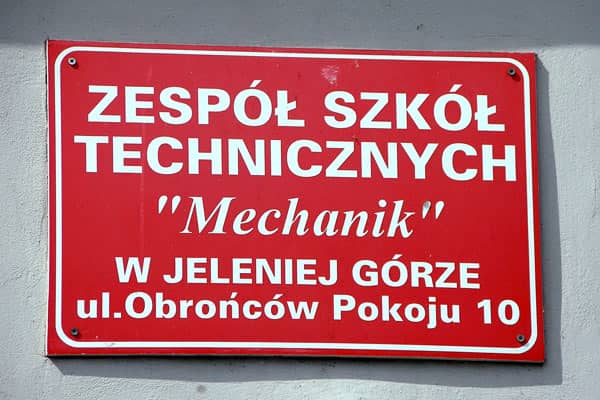 ZESPÓŁ SZKÓŁ
TECHNICZNYCH
"Mechanik"
W JELENIEJ GÓRZE
ul.Obrońców Pokoju 10